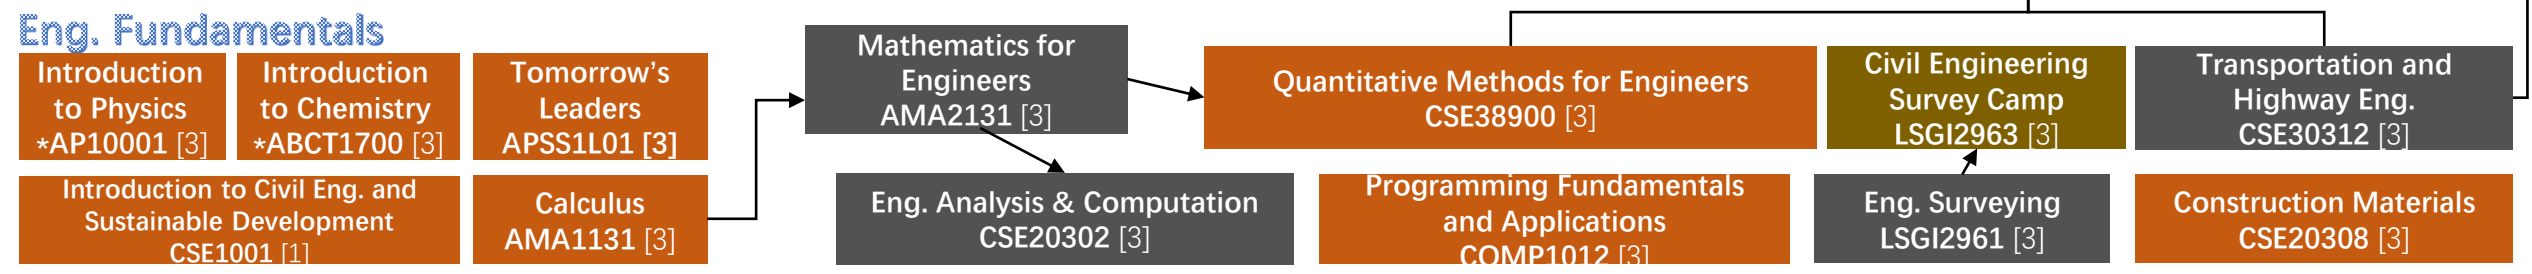 Eng. Fundamentals
Introduction
to Physics
*AP10001 [3]
Introduction
to Chemistry
*ABCT1700 [3]
Tomorrow's
Leaders
APSS1L01 [3]
Introduction to Civil Eng. and
Sustainable Development
CSE1001 [1]
Calculus
AMA1131 [3]
Mathematics for
Engineers
AMA2131 [3]
Eng. Analysis & Computation
CSE20302 [3]
Quantitative Methods for Engineers
CSE38900 [3]
Programming Fundamentals
and Applications
COMP1012 [3]
Civil Engineering
Survey Camp
LSGI2963 [3]
Eng. Surveying
LSGI2961 [3]
Transportation and
Highway Eng.
CSE30312 [3]
Construction Materials
CSE20308 [3]